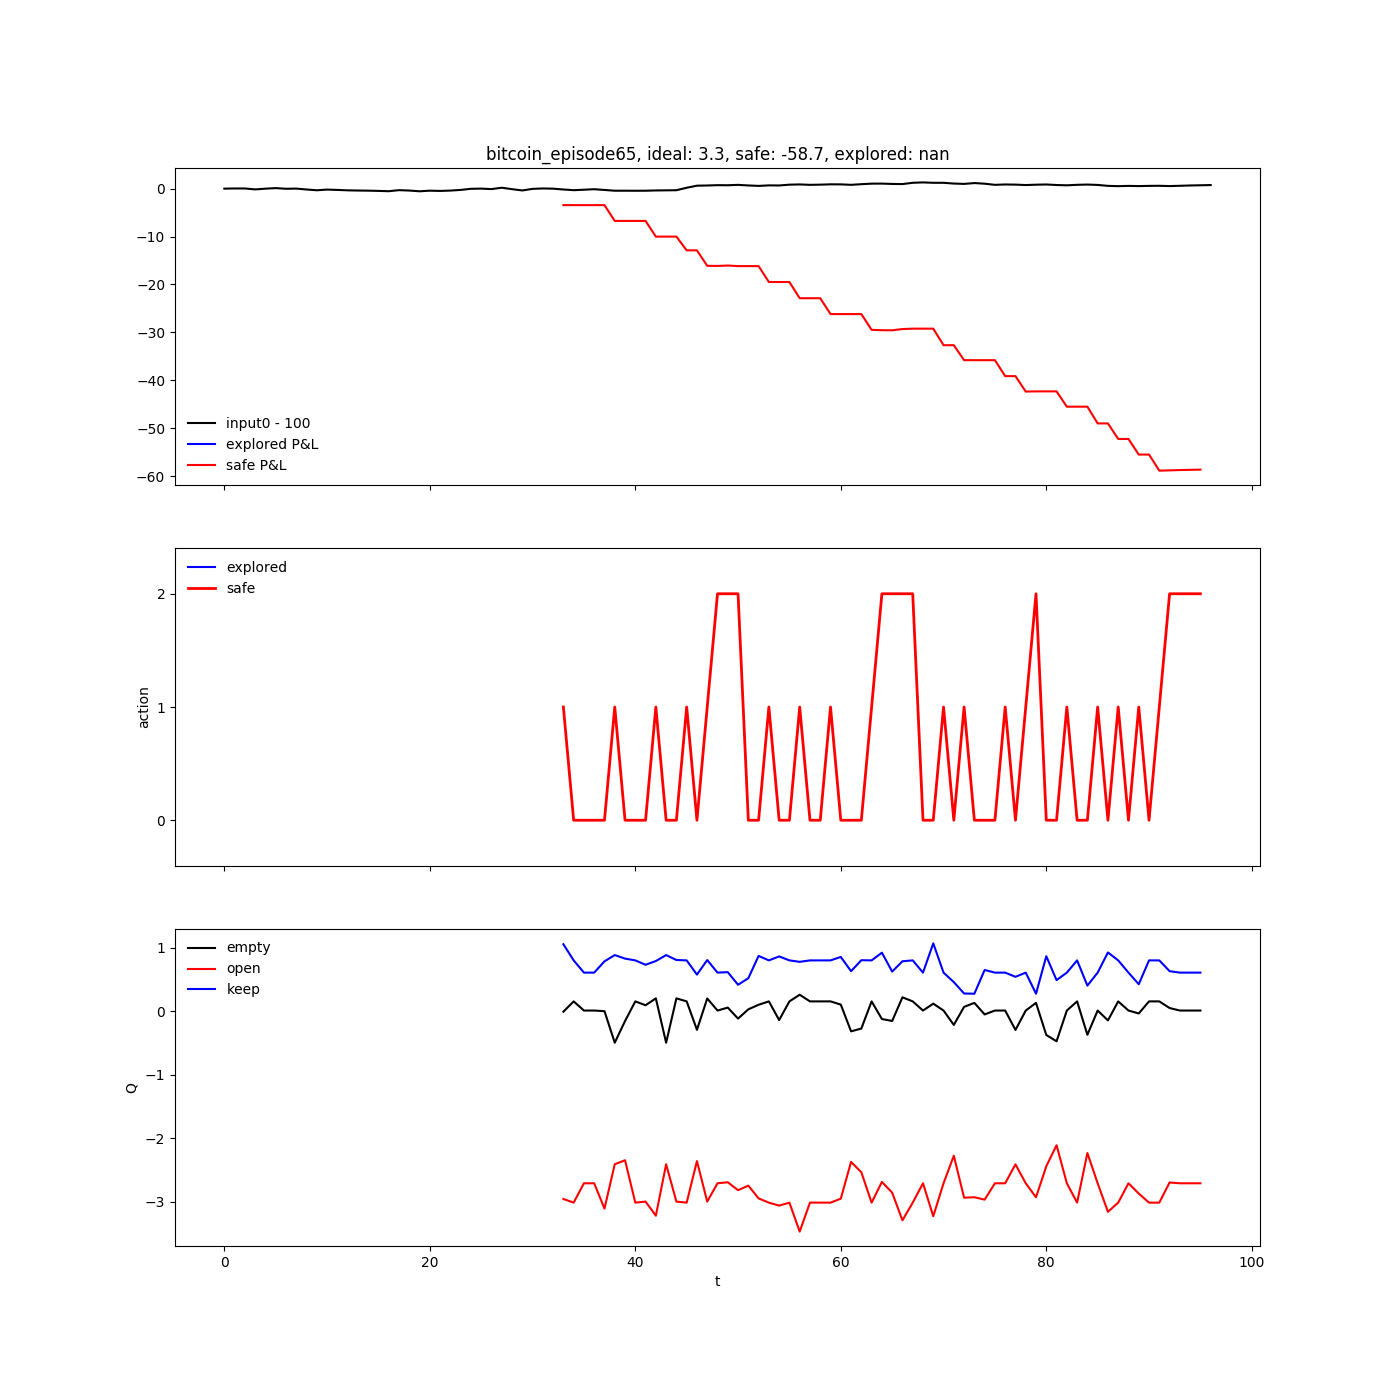 bitcoin_episode65, ideal: 3.3, safe: -58.7, explored: nan
0
−10
−20
−30
−40
−50
−60
input0 - 100
explored P&L
safe P&L
explored
safe
2
1
0
action
empty
open
keep
1
0
−1
−2
−3
Q
0
20
40
60
80
100
t